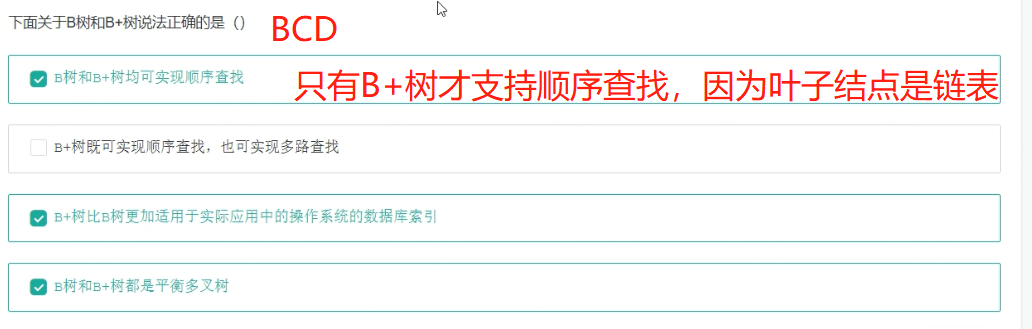 下面关于B树和B+树说法正确的是（） BCD
B树和B+树均可实现顺序查找
只有B+树才支持顺序查找，因为叶子结点是链表
B+树既可实现顺序查找，也可实现多路查找
B+树比B树更加适用于实际应用中的操作系统的数据库索引
B树和B+树都是平衡多叉树